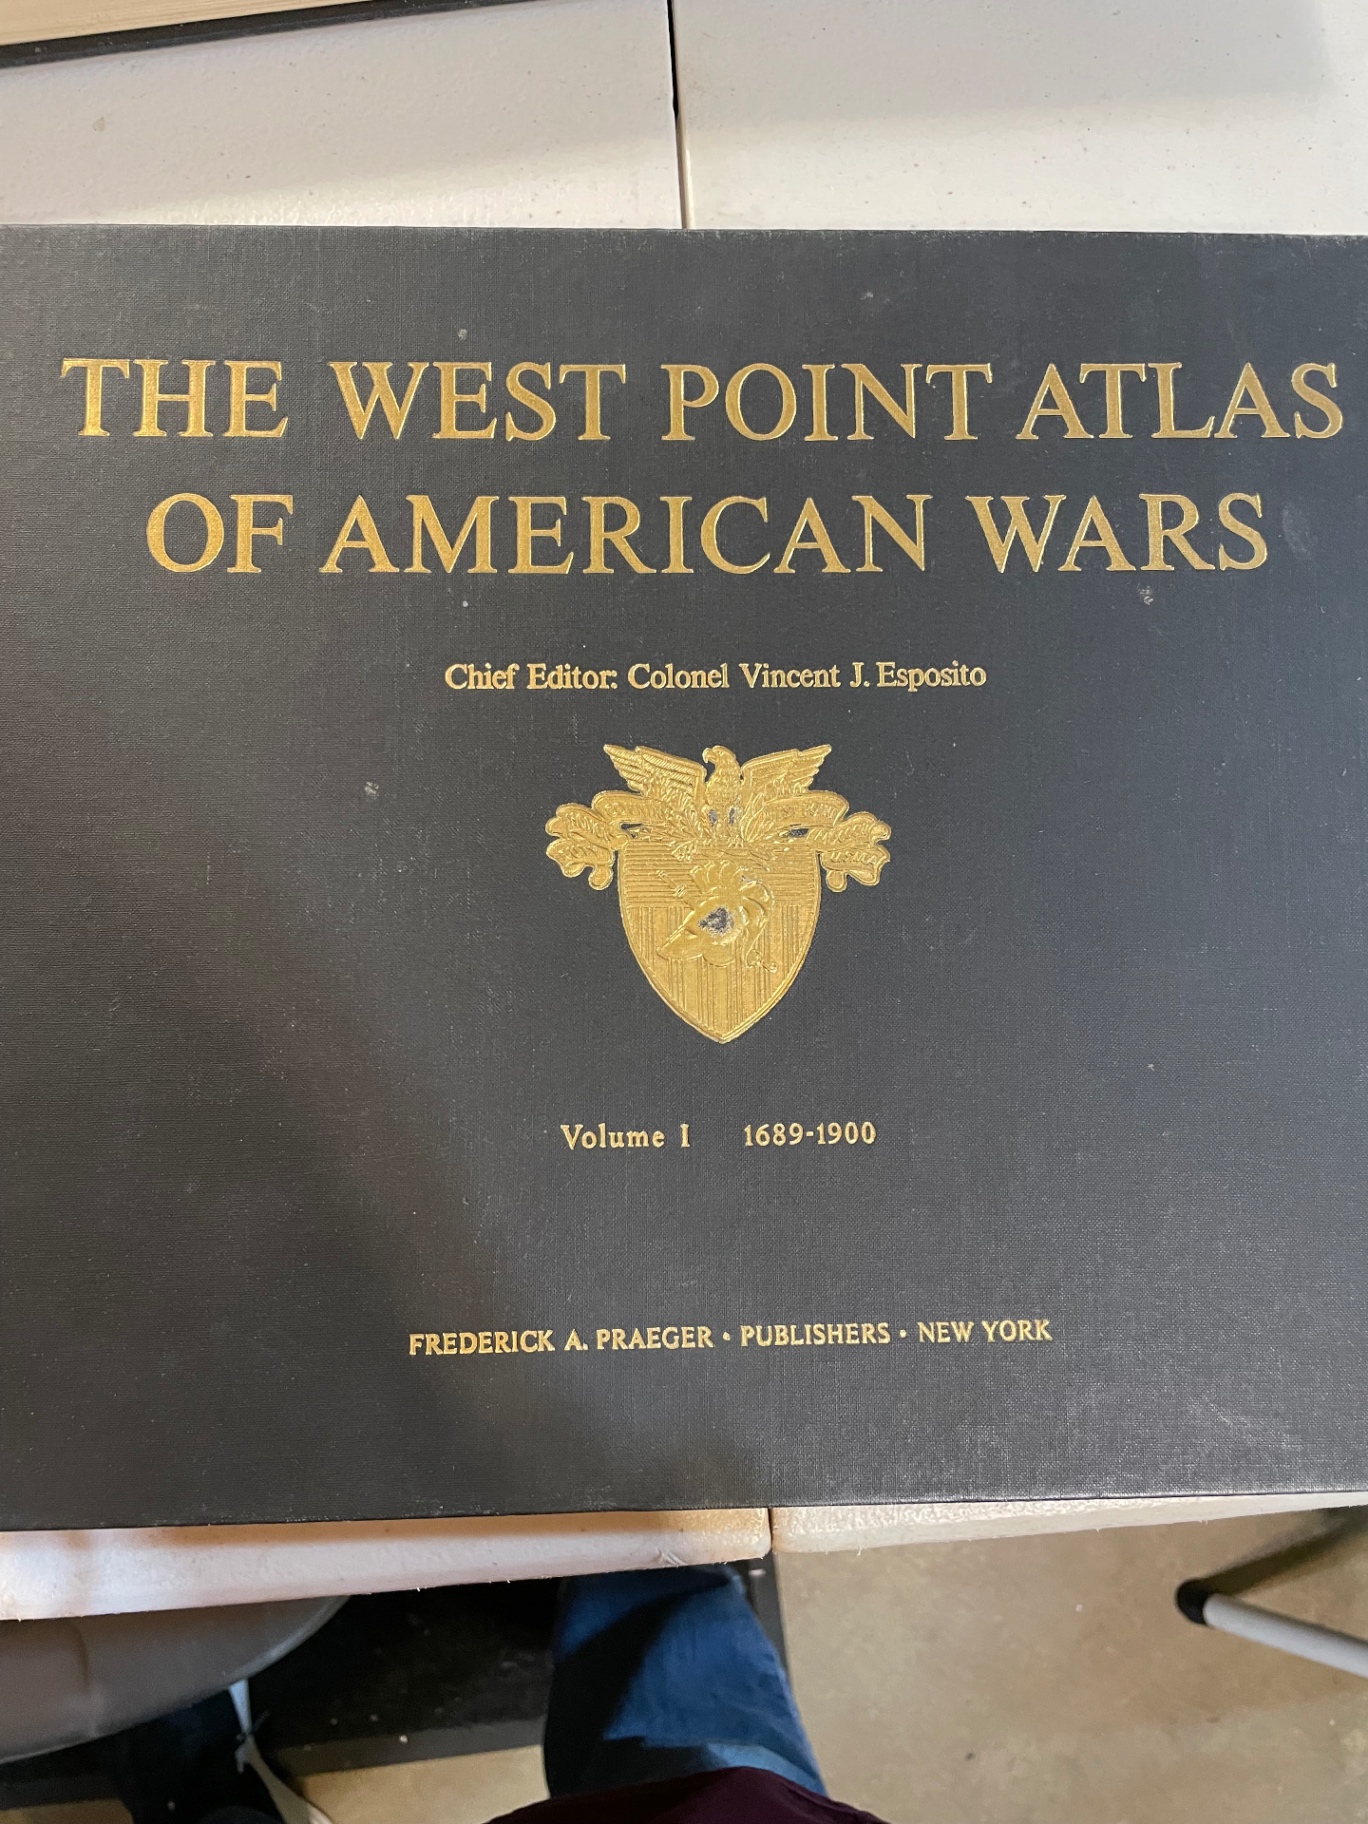 THE WEST POINT ATLAS
OF AMERICAN WARS
Chief Editor: Colonel Vincent J. Esposito
Volume I 1689-1900
FREDERICK A. PRAEGER • PUBLISHERS • NEW YORK